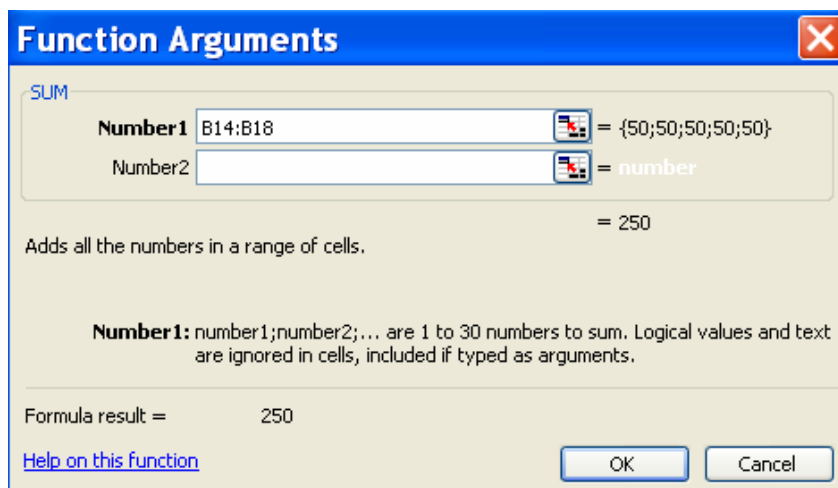 Function Arguments
SUM
Number1 B14:B18 = {50;50;50;50;50}
Number2 = number
= 250
Adds all the numbers in a range of cells.
Number1: number1;number2;... are 1 to 30 numbers to sum. Logical values and text
are ignored in cells, included if typed as arguments.
Formula result = 250
Help on this function OK Cancel